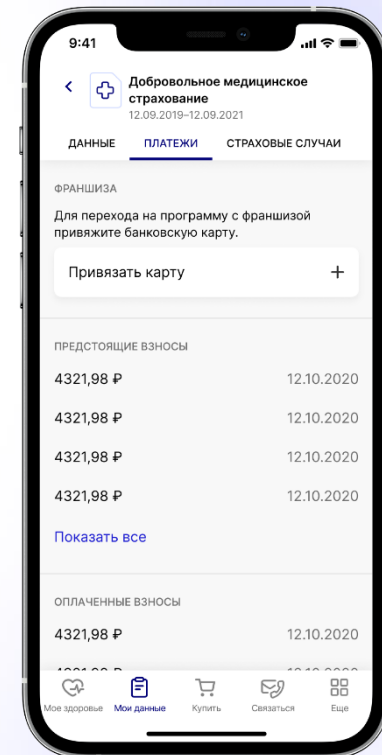 9:41
Добровольное медицинское
страхование
12.09.2019–12.09.2021
ДАННЫЕ ПЛАТЕЖИ СТРАХОВЫЕ СЛУЧАИ
ФРАНШИЗА
Для перехода на программу с франшизой
привяжите банковскую карту.
Привязать карту +
ПРЕДСТОЯЩИЕ ВЗНОСЫ
4321,98 ₽ 12.10.2020
4321,98 ₽ 12.10.2020
4321,98 ₽ 12.10.2020
4321,98 ₽ 12.10.2020
Показать все
ОПЛАЧЕННЫЕ ВЗНОСЫ
4321,98 ₽ 12.10.2020
Мое здоровье Мои данные Купить Связаться Еще